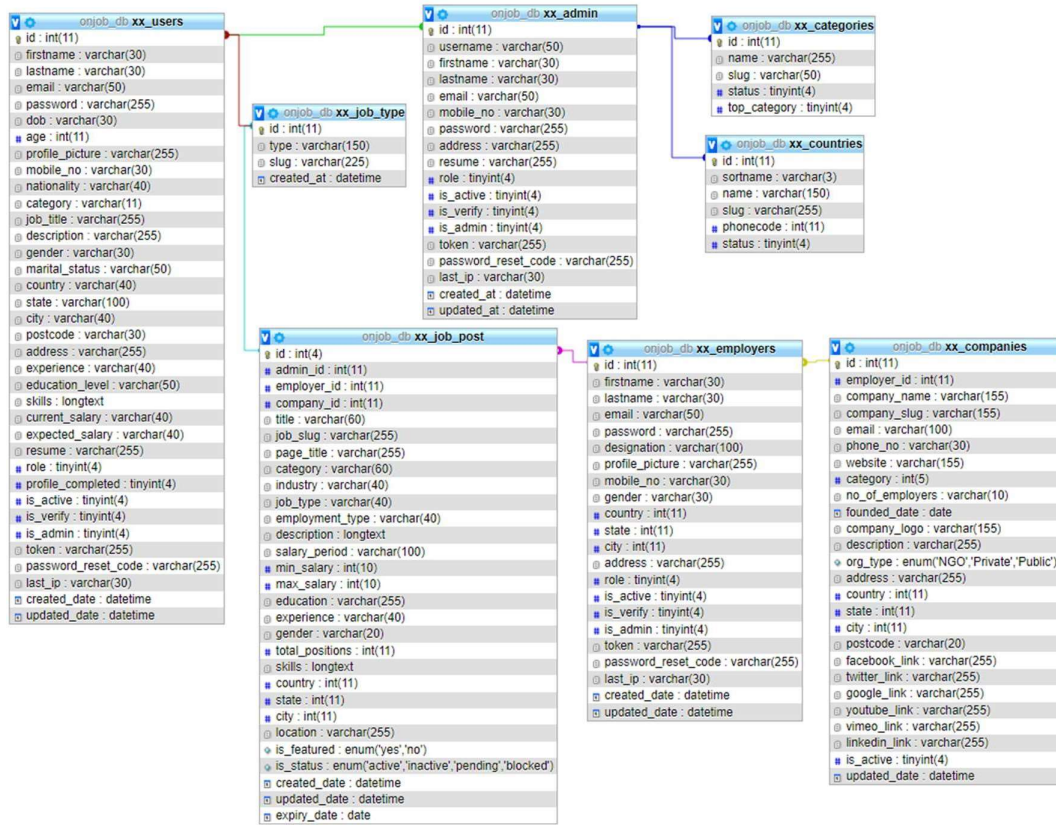 onjob_db xx_users
id : int(11)
firstname : varchar(30)
lastname : varchar(30)
email : varchar(50)
password : varchar(255)
dob : varchar(30)
age : int(11)
profile_picture : varchar(255)
mobile_no : varchar(30)
nationality : varchar(40)
category : varchar(11)
job_title : varchar(255)
description : varchar(255)
gender : varchar(30)
marital_status : varchar(50)
country : varchar(40)
state : varchar(100)
city : varchar(40)
postcode : varchar(30)
address : varchar(255)
experience : varchar(40)
education_level : varchar(50)
skills : longtext
current_salary : varchar(40)
expected_salary : varchar(40)
resume : varchar(255)
role : tinyint(4)
profile_completed : tinyint(4)
is_active : tinyint(4)
is_verify : tinyint(4)
is_admin : tinyint(4)
token : varchar(255)
password_reset_code : varchar(255)
last_ip : varchar(30)
created_date : datetime
updated_date : datetime
onjob_db xx_job_type
id : int(11)
type : varchar(150)
slug : varchar(225)
created_at : datetime
onjob_db xx_admin
id : int(11)
username : varchar(50)
firstname : varchar(30)
lastname : varchar(30)
email : varchar(50)
mobile_no : varchar(30)
password : varchar(255)
address : varchar(255)
resume : varchar(255)
role : tinyint(4)
is_active : tinyint(4)
is_verify : tinyint(4)
is_admin : tinyint(4)
token : varchar(255)
password_reset_code : varchar(255)
last_ip : varchar(30)
created_at : datetime
updated_at : datetime
onjob_db xx_categories
id : int(11)
name : varchar(255)
slug : varchar(50)
status : tinyint(4)
top_category : tinyint(4)
onjob_db xx_countries
id : int(11)
sortname : varchar(3)
name : varchar(150)
slug : varchar(255)
phonecode : int(11)
status : tinyint(4)
onjob_db xx_job_post
id : int(4)
admin_id : int(11)
employer_id : int(11)
company_id : int(11)
title : varchar(60)
job_slug : varchar(255)
page_title : varchar(255)
category : varchar(60)
industry : varchar(40)
job_type : varchar(40)
employment_type : varchar(40)
description : longtext
salary_period : varchar(100)
min_salary : int(10)
max_salary : int(10)
education : varchar(255)
experience : varchar(40)
gender : varchar(20)
total_positions : int(11)
skills : longtext
country : int(11)
state : int(11)
city : int(11)
location : varchar(255)
is_featured : enum('yes','no')
is_status : enum('active','inactive','pending','blocked')
created_date : datetime
updated_date : datetime
expiry_date : date
onjob_db xx_employers
id : int(11)
firstname : varchar(30)
lastname : varchar(30)
email : varchar(50)
password : varchar(255)
designation : varchar(100)
profile_picture : varchar(255)
mobile_no : varchar(30)
gender : varchar(30)
country : int(11)
state : int(11)
city : int(11)
address : varchar(255)
role : tinyint(4)
is_active : tinyint(4)
is_verify : tinyint(4)
is_admin : tinyint(4)
token : varchar(255)
password_reset_code : varchar(255)
last_ip : varchar(30)
created_date : datetime
updated_date : datetime
onjob_db xx_companies
id : int(11)
employer_id : int(11)
company_name : varchar(155)
company_slug : varchar(155)
email : varchar(100)
phone_no : varchar(30)
website : varchar(155)
category : int(5)
no_of_employers : varchar(10)
founded_date : date
company_logo : varchar(155)
description : varchar(255)
org_type : enum('NGO','Private','Public')
address : varchar(255)
country : int(11)
state : int(11)
city : int(11)
postcode : varchar(20)
facebook_link : varchar(255)
twitter_link : varchar(255)
google_link : varchar(255)
youtube_link : varchar(255)
vimeo_link : varchar(255)
linkedin_link : varchar(255)
is_active : tinyint(4)
updated_date : datetime